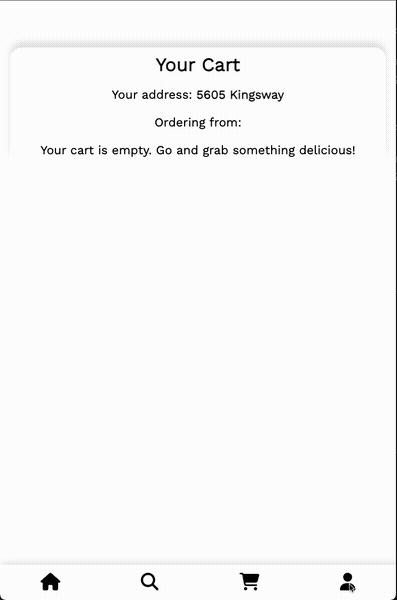 Your Cart
Your address: 5605 Kingsway
Ordering from:
Your cart is empty. Go and grab something delicious!